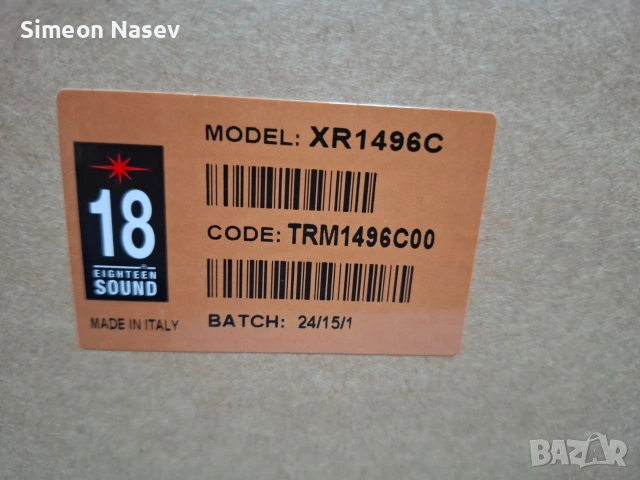 Simeon Nasev
MODEL: XR1496C
18
EIGHTEEN
SOUND
CODE: TRM1496C00
MADE IN ITALY
BATCH: 24/15/1
BAZAR